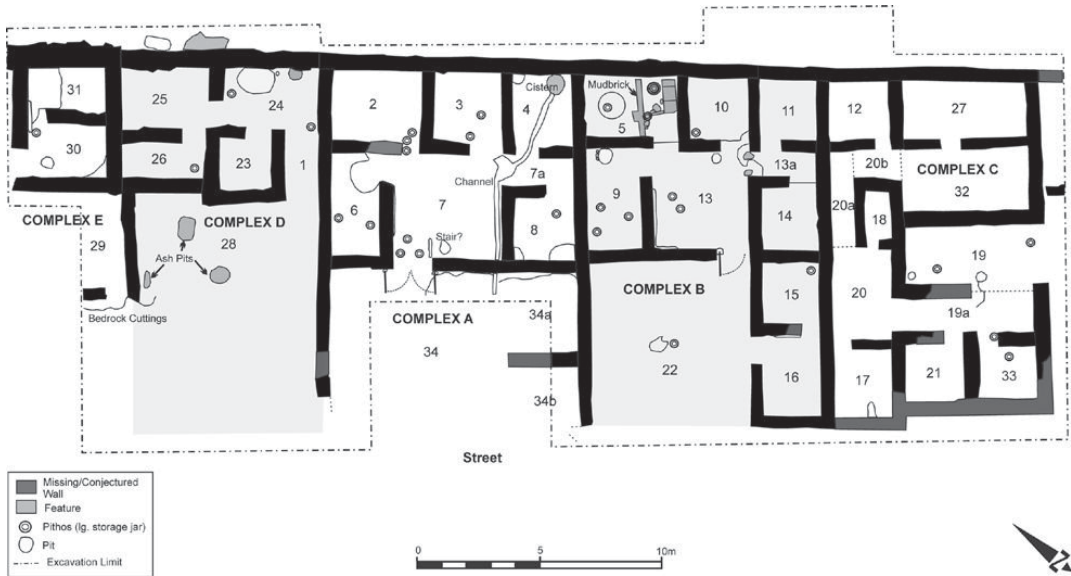 31
25
24
2
3
4
Cistern
Mudbrick
5
10
11
12
27
30
26
23
1
6
7
7a
Channel
8
Stair?
9
13
13a
14
20b
20a
18
COMPLEX C
32
COMPLEX E
COMPLEX D
29
28
Ash Pits
Bedrock Cuttings
COMPLEX A
34
34a
34b
COMPLEX B
22
15
16
20
19
19a
17
21
33
Street
Missing/Conjectured
Wall
Feature
Pithos (lg. storage jar)
Pit
Excavation Limit
0
5
10m
N